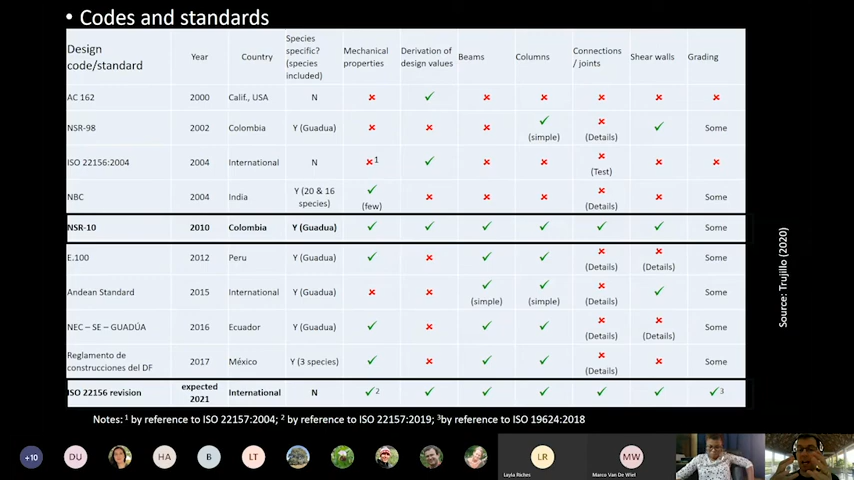 • Codes and standards
Design code/standard Year Country Species specific? (species included) Mechanical properties Derivation of design values Beams Columns Connections / joints Shear walls Grading
AC 162 2000 Calif., USA N ✗ ✓ ✗ ✗ ✗ ✗ ✗
NSR-98 2002 Colombia Y (Guadua) ✗ ✗ ✗ ✓ (simple) ✗ (Details) ✓ Some
ISO 22156:2004 2004 International N ✗1 ✓ ✗ ✗ ✗ (Test) ✗ ✗
NBC 2004 India Y (20 & 16 species) ✓ (few) ✗ ✗ ✗ ✗ (Details) ✗ Some
NSR-10 2010 Colombia Y (Guadua) ✓ ✓ ✓ ✓ ✓ ✓ Some
E.100 2012 Peru Y (Guadua) ✓ ✗ ✓ ✓ ✗ (Details) ✗ (Details) Some
Andean Standard 2015 International Y (Guadua) ✗ ✗ ✓ (simple) ✓ (simple) ✗ (Details) ✓ Some
NEC – SE – GUADÚA 2016 Ecuador Y (Guadua) ✓ ✗ ✓ ✓ ✗ (Details) ✗ (Details) Some
Reglamento de construcciones del DF 2017 México Y (3 species) ✓ ✗ ✓ ✓ ✗ (Details) ✗ Some
ISO 22156 revision expected 2021 International N ✓2 ✓ ✓ ✓ ✓ ✓ ✓3
Source: Trujillo (2020)
Notes: 1 by reference to ISO 22157:2004; 2 by reference to ISO 22157:2019; 3by reference to ISO 19624:2018
+10 DU HA B LT LR MW
Layla Riches Marco Van De Wiel